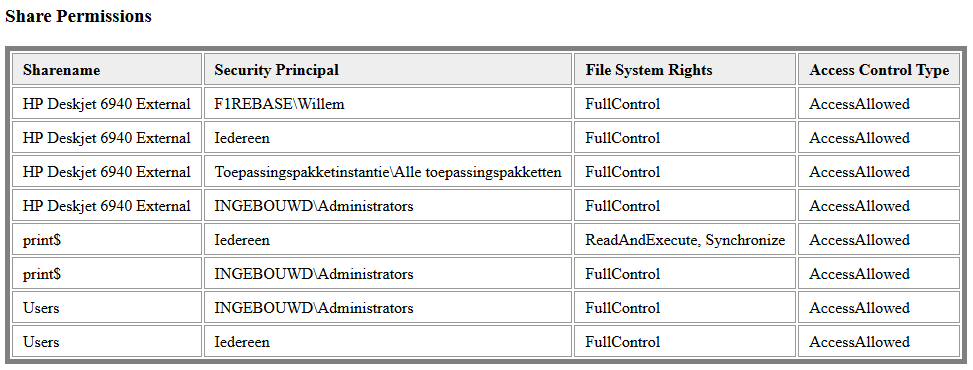 Share Permissions
Sharename Security Principal File System Rights Access Control Type
HP Deskjet 6940 External F1REBASE\Willem FullControl AccessAllowed
HP Deskjet 6940 External Iedereen FullControl AccessAllowed
HP Deskjet 6940 External Toepassingspakketinstantie\Alle toepassingspakketten FullControl AccessAllowed
HP Deskjet 6940 External INGEBOUWD\Administrators FullControl AccessAllowed
print$ Iedereen ReadAndExecute, Synchronize AccessAllowed
print$ INGEBOUWD\Administrators FullControl AccessAllowed
Users INGEBOUWD\Administrators FullControl AccessAllowed
Users Iedereen FullControl AccessAllowed